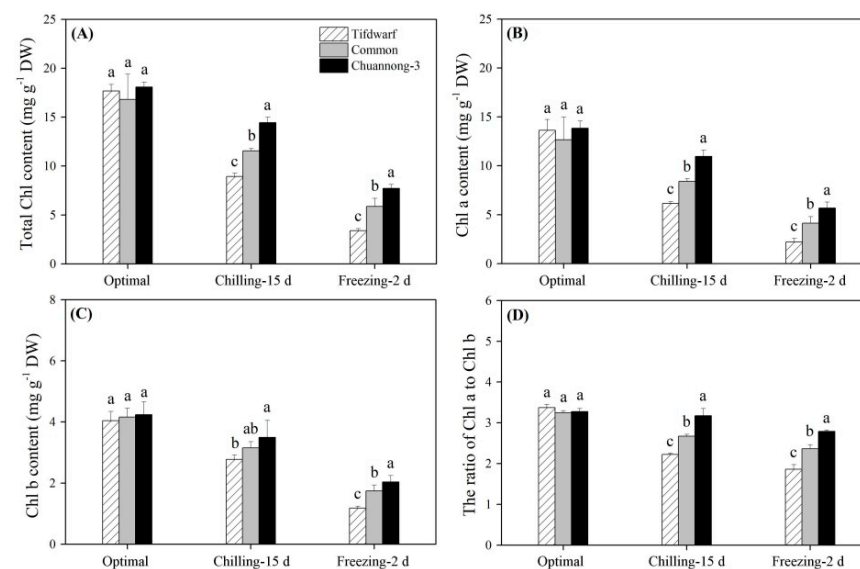 (A)
Tifdwarf
Common
Chuannong-3
Total Chl content (mg g⁻¹ DW)
25
20
15
10
5
0
a a a
c b a
c b a
Optimal Chilling-15 d Freezing-2 d
(B)
Chl a content (mg g⁻¹ DW)
25
20
15
10
5
0
a a a
c b a
c b a
Optimal Chilling-15 d Freezing-2 d
(C)
Chl b content (mg g⁻¹ DW)
8
6
4
2
0
a a a
b ab a
c b a
Optimal Chilling-15 d Freezing-2 d
(D)
The ratio of Chl a to Chl b
6
5
4
3
2
1
0
a a a
c b a
c b a
Optimal Chilling-15 d Freezing-2 d